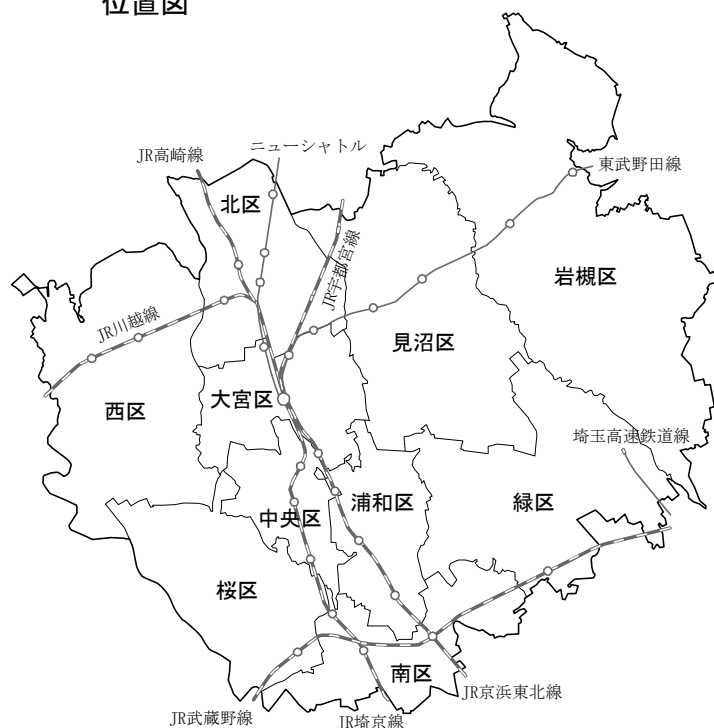 位置図
JR高崎線
ニューシャトル
東武野田線
北区
JR宇都宮線
岩槻区
JR川越線
見沼区
西区
大宮区
埼玉高速鉄道線
浦和区
緑区
中央区
桜区
南区
JR京浜東北線
JR武蔵野線
JR埼京線